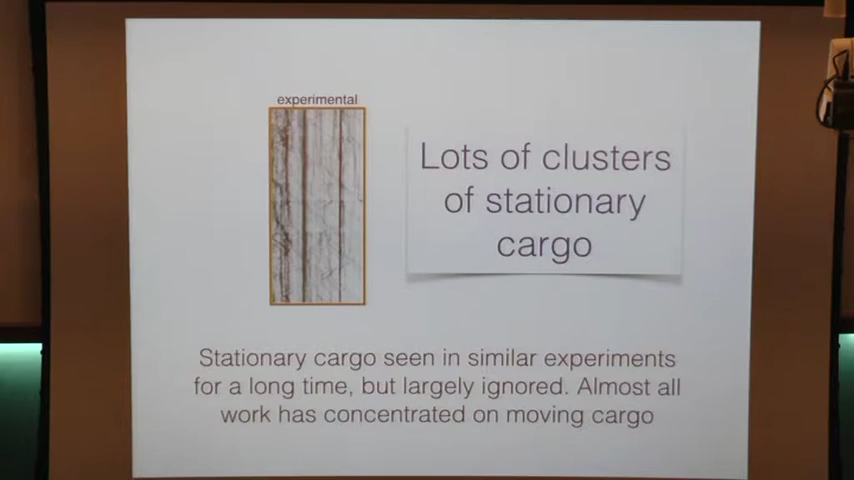 experimental
Lots of clusters
of stationary
cargo
Stationary cargo seen in similar experiments
for a long time, but largely ignored. Almost all
work has concentrated on moving cargo